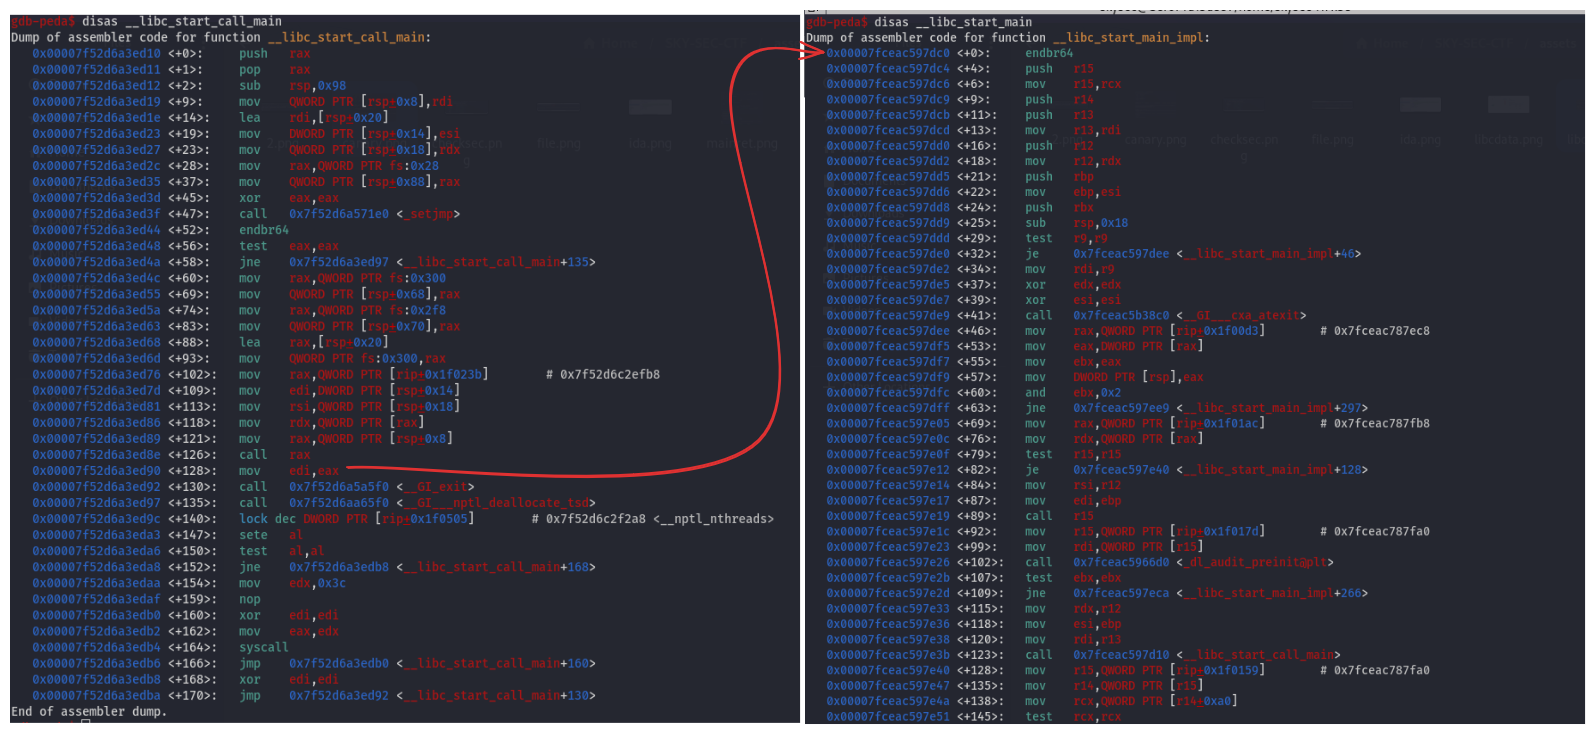 gdb-peda$ disas __libc_start_call_main
Dump of assembler code for function __libc_start_call_main:
0x00007f52d6a3ed10 <+0>: push rax
0x00007f52d6a3ed11 <+1>: pop rax
0x00007f52d6a3ed12 <+2>: sub rsp,0x98
0x00007f52d6a3ed19 <+9>: mov QWORD PTR [rsp+0x8],rdi
0x00007f52d6a3ed1e <+14>: lea rdi,[rsp+0x20]
0x00007f52d6a3ed23 <+19>: mov DWORD PTR [rsp+0x14],esi
0x00007f52d6a3ed27 <+23>: mov QWORD PTR [rsp+0x18],rdx
0x00007f52d6a3ed2c <+28>: mov rax,QWORD PTR fs:0x28
0x00007f52d6a3ed35 <+37>: mov QWORD PTR [rsp+0x88],rax
0x00007f52d6a3ed3d <+45>: xor eax,eax
0x00007f52d6a3ed3f <+47>: call 0x7f52d6a571e0 <_setjmp>
0x00007f52d6a3ed44 <+52>: endbr64
0x00007f52d6a3ed48 <+56>: test eax,eax
0x00007f52d6a3ed4a <+58>: jne 0x7f52d6a3ed97 <__libc_start_call_main+135>
0x00007f52d6a3ed4c <+60>: mov rax,QWORD PTR fs:0x300
0x00007f52d6a3ed55 <+69>: mov QWORD PTR [rsp+0x68],rax
0x00007f52d6a3ed5a <+74>: mov rax,QWORD PTR fs:0x2f8
0x00007f52d6a3ed63 <+83>: mov QWORD PTR [rsp+0x70],rax
0x00007f52d6a3ed68 <+88>: lea rax,[rsp+0x20]
0x00007f52d6a3ed6d <+93>: mov QWORD PTR fs:0x300,rax
0x00007f52d6a3ed76 <+102>: mov rax,QWORD PTR [rip+0x1f023b] # 0x7f52d6c2efb8
0x00007f52d6a3ed7d <+109>: mov edi,DWORD PTR [rsp+0x14]
0x00007f52d6a3ed81 <+113>: mov rsi,QWORD PTR [rsp+0x18]
0x00007f52d6a3ed86 <+118>: mov rdx,QWORD PTR [rax]
0x00007f52d6a3ed89 <+121>: mov rax,QWORD PTR [rsp+0x8]
0x00007f52d6a3ed8e <+126>: call rax
0x00007f52d6a3ed90 <+128>: mov edi,eax
0x00007f52d6a3ed92 <+130>: call 0x7f52d6a5a5f0 <__GI_exit>
0x00007f52d6a3ed97 <+135>: call 0x7f52d6aa65f0 <__GI___nptl_deallocate_tsd>
0x00007f52d6a3ed9c <+140>: lock dec DWORD PTR [rip+0x1f0505] # 0x7f52d6c2f2a8 <__nptl_nthreads>
0x00007f52d6a3eda3 <+147>: sete al
0x00007f52d6a3eda6 <+150>: test al,al
0x00007f52d6a3eda8 <+152>: jne 0x7f52d6a3edb8 <__libc_start_call_main+168>
0x00007f52d6a3edaa <+154>: mov edx,0x3c
0x00007f52d6a3edaf <+159>: nop
0x00007f52d6a3edb0 <+160>: xor edi,edi
0x00007f52d6a3edb2 <+162>: mov eax,edx
0x00007f52d6a3edb4 <+164>: syscall
0x00007f52d6a3edb6 <+166>: jmp 0x7f52d6a3edb0 <__libc_start_call_main+160>
0x00007f52d6a3edb8 <+168>: xor edi,edi
0x00007f52d6a3edba <+170>: jmp 0x7f52d6a3ed92 <__libc_start_call_main+130>
End of assembler dump.
gdb-peda$ disas __libc_start_main
Dump of assembler code for function __libc_start_main_impl:
0x00007fceac597dc0 <+0>: endbr64
0x00007fceac597dc4 <+4>: push r15
0x00007fceac597dc6 <+6>: mov r15,rcx
0x00007fceac597dc9 <+9>: push r14
0x00007fceac597dcb <+11>: push r13
0x00007fceac597dcd <+13>: mov r13,rdi
0x00007fceac597dd0 <+16>: push r12
0x00007fceac597dd2 <+18>: mov r12,rdx
0x00007fceac597dd5 <+21>: push rbp
0x00007fceac597dd6 <+22>: mov ebp,esi
0x00007fceac597dd8 <+24>: push rbx
0x00007fceac597dd9 <+25>: sub rsp,0x18
0x00007fceac597ddd <+29>: test r9,r9
0x00007fceac597de0 <+32>: je 0x7fceac597dee <__libc_start_main_impl+46>
0x00007fceac597de2 <+34>: mov rdi,r9
0x00007fceac597de5 <+37>: xor edx,edx
0x00007fceac597de7 <+39>: xor esi,esi
0x00007fceac597de9 <+41>: call 0x7fceac5b38c0 <__GI___cxa_atexit>
0x00007fceac597dee <+46>: mov rax,QWORD PTR [rip+0x1f00d3] # 0x7fceac787ec8
0x00007fceac597df5 <+53>: mov eax,DWORD PTR [rax]
0x00007fceac597df7 <+55>: mov ebx,eax
0x00007fceac597df9 <+57>: mov DWORD PTR [rsp],eax
0x00007fceac597dfc <+60>: and ebx,0x2
0x00007fceac597dff <+63>: jne 0x7fceac597ee9 <__libc_start_main_impl+297>
0x00007fceac597e05 <+69>: mov rax,QWORD PTR [rip+0x1f01ac] # 0x7fceac787fb8
0x00007fceac597e0c <+76>: mov rdx,QWORD PTR [rax]
0x00007fceac597e0f <+79>: test r15,r15
0x00007fceac597e12 <+82>: je 0x7fceac597e40 <__libc_start_main_impl+128>
0x00007fceac597e14 <+84>: mov rsi,r12
0x00007fceac597e17 <+87>: mov edi,ebp
0x00007fceac597e19 <+89>: call r15
0x00007fceac597e1c <+92>: mov r15,QWORD PTR [rip+0x1f017d] # 0x7fceac787fa0
0x00007fceac597e23 <+99>: mov rdi,QWORD PTR [r15]
0x00007fceac597e26 <+102>: call 0x7fceac5966d0 <_dl_audit_preinit@plt>
0x00007fceac597e2b <+107>: test ebx,ebx
0x00007fceac597e2d <+109>: jne 0x7fceac597eca <__libc_start_main_impl+266>
0x00007fceac597e33 <+115>: mov rdx,r12
0x00007fceac597e36 <+118>: mov esi,ebp
0x00007fceac597e38 <+120>: mov rdi,r13
0x00007fceac597e3b <+123>: call 0x7fceac597d10 <__libc_start_call_main>
0x00007fceac597e40 <+128>: mov r15,QWORD PTR [rip+0x1f0159] # 0x7fceac787fa0
0x00007fceac597e47 <+135>: mov r14,QWORD PTR [r15]
0x00007fceac597e4a <+138>: mov rcx,QWORD PTR [r14+0xa0]
0x00007fceac597e51 <+145>: test rcx,rcx